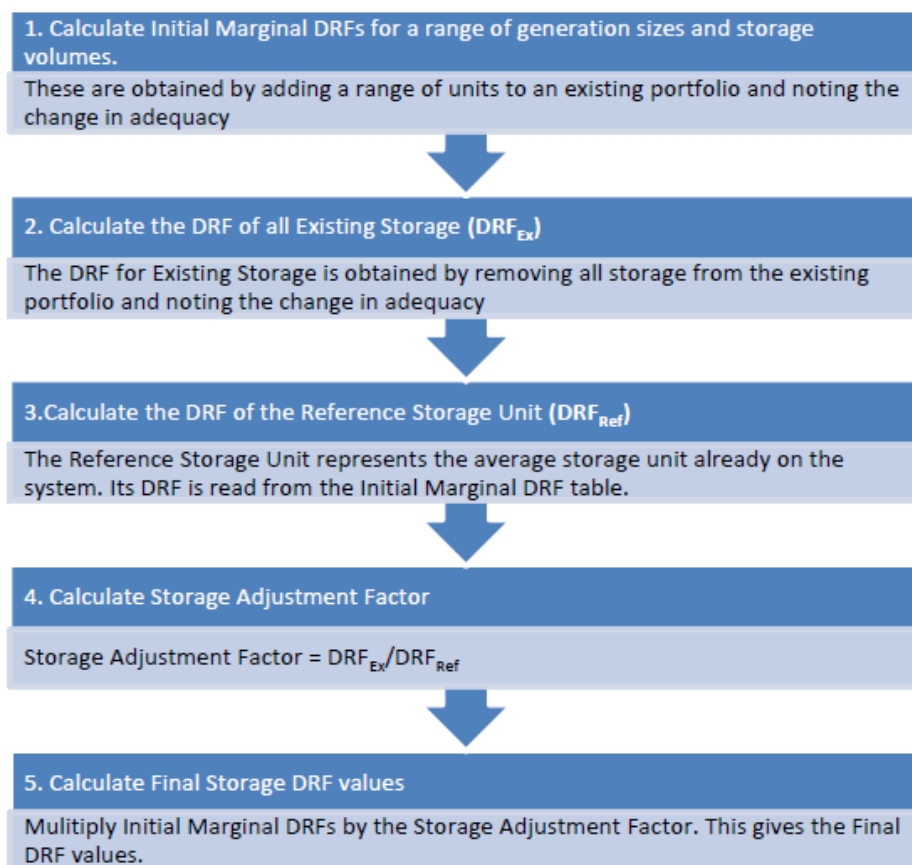 1. Calculate Initial Marginal DRFs for a range of generation sizes and storage
volumes.
These are obtained by adding a range of units to an existing portfolio and noting the
change in adequacy
2. Calculate the DRF of all Existing Storage (DRFEx)
The DRF for Existing Storage is obtained by removing all storage from the existing
portfolio and noting the change in adequacy
3.Calculate the DRF of the Reference Storage Unit (DRFRef)
The Reference Storage Unit represents the average storage unit already on the
system. Its DRF is read from the Initial Marginal DRF table.
4. Calculate Storage Adjustment Factor
Storage Adjustment Factor = DRFEx/DRFRef
5. Calculate Final Storage DRF values
Mulitiply Initial Marginal DRFs by the Storage Adjustment Factor. This gives the Final
DRF values.